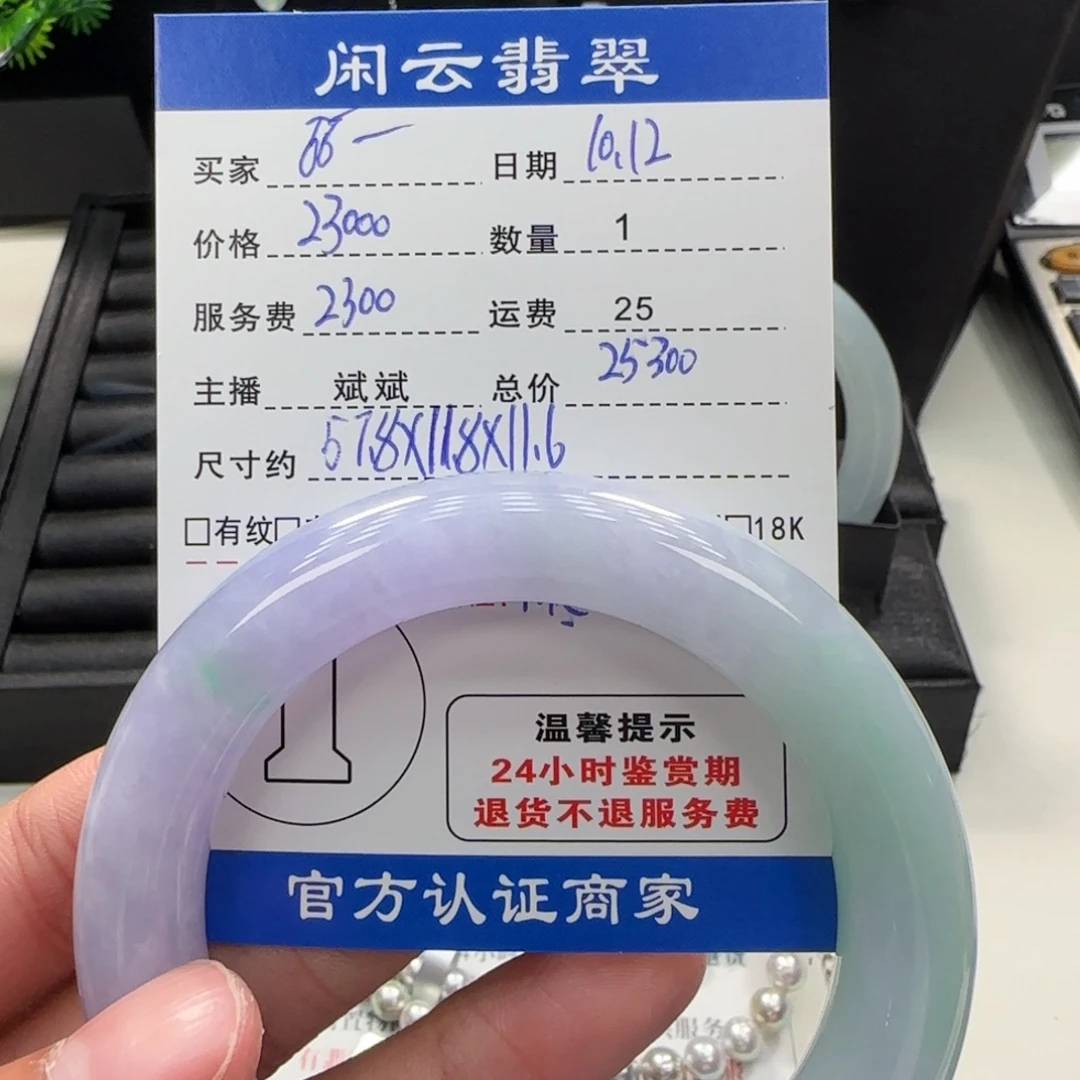 闲云翡翠
买家 日期 10.12
价格 23000 数量 1
服务费 2300 运费 25
主播 斌斌 总价 25300
尺寸约 57.8X11.8X11.6
□有纹□ □18K
温馨提示
24小时鉴赏期
退货不退服务费
官方认证商家